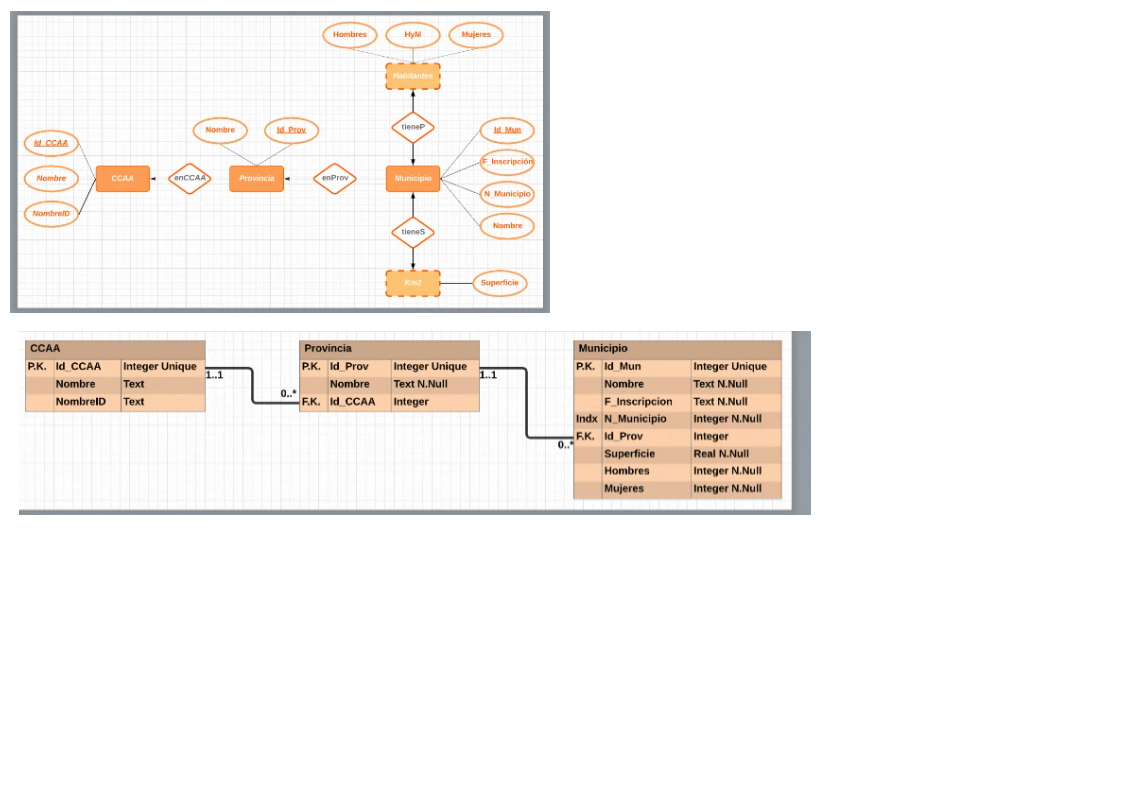 Hombres HyM Mujeres
Habitantes
Nombre Id_Prov tieneP Id_Mun
Id_CCAA
F_Inscripción
Nombre CCAA enCCAA Provincia enProv Municipio
N_Municipio
NombreID
Nombre
tieneS
Km2 Superficie
CCAA Provincia Municipio
P.K. Id_CCAA Integer Unique P.K. Id_Prov Integer Unique P.K. Id_Mun Integer Unique
1..1 1..1
Nombre Text Nombre Text N.Null Nombre Text N.Null
0..*
NombreID Text F.K. Id_CCAA Integer F_Inscripcion Text N.Null
Indx N_Municipio Integer N.Null
F.K. Id_Prov Integer
0..*
Superficie Real N.Null
Hombres Integer N.Null
Mujeres Integer N.Null